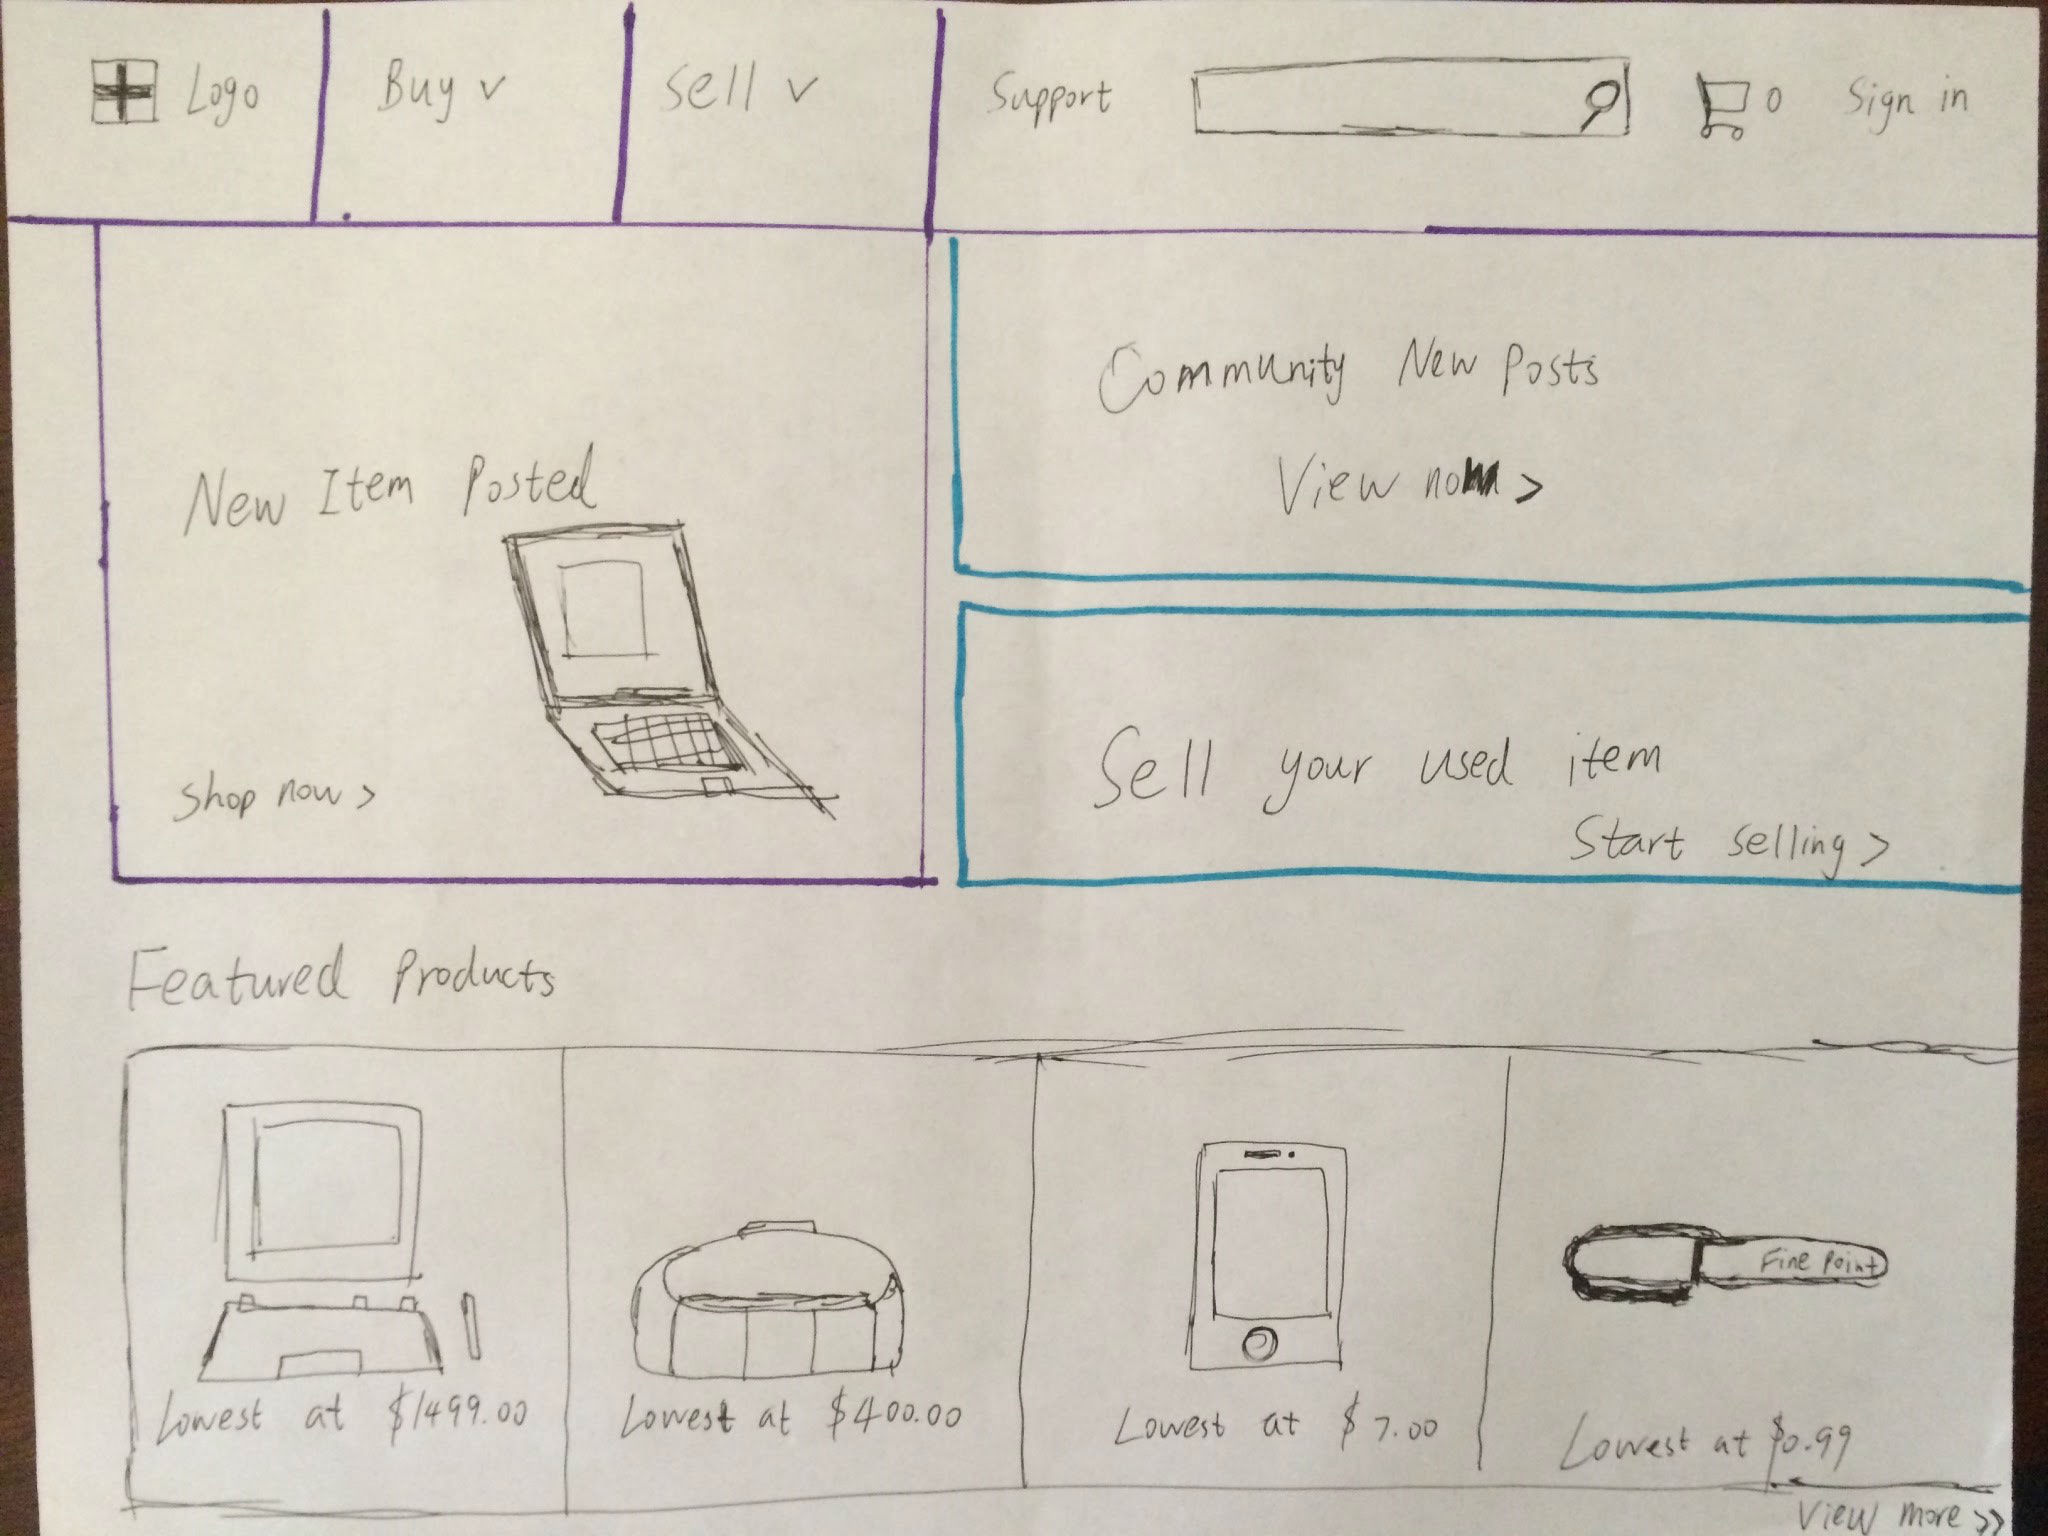 Logo
Buy v
Sell v
Support
0
Sign in
New Item Posted
Shop now >
Community New Posts
View now >
Sell your used item
Start selling >
Featured Products
Lowest at $1499.00
Lowest at $400.00
Lowest at $7.00
Fine Point
Lowest at $0.99
View more >>